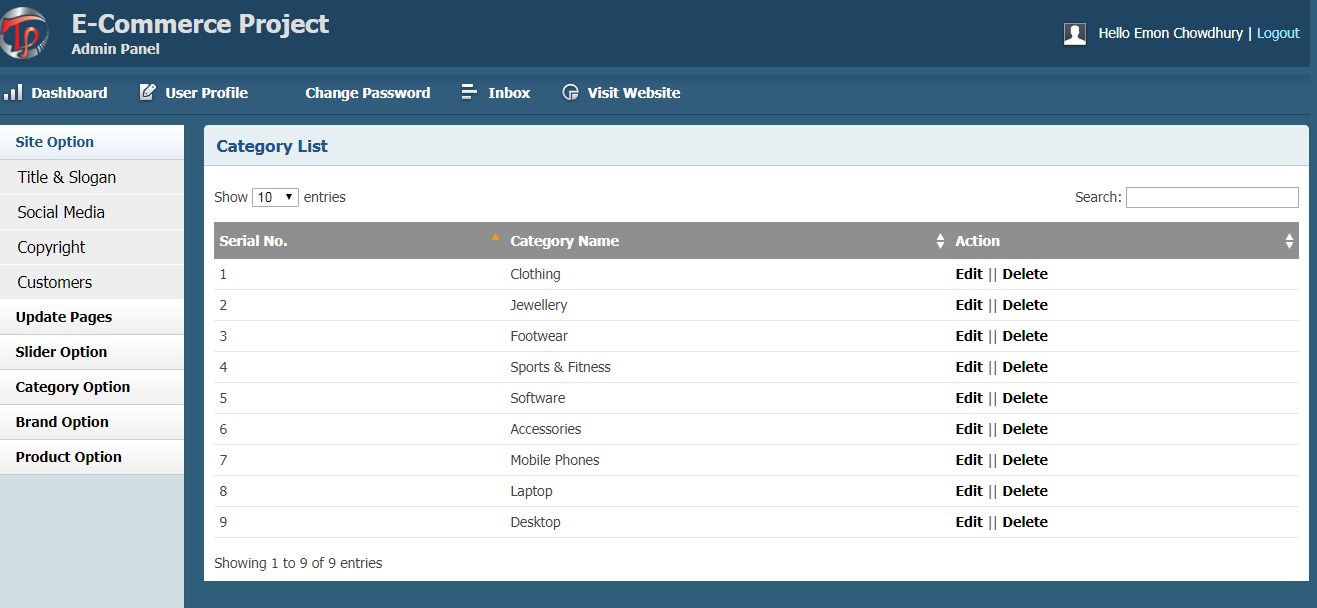 E-Commerce Project
Admin Panel
Hello Emon Chowdhury | Logout
Dashboard User Profile Change Password Inbox Visit Website
Site Option
Title & Slogan
Social Media
Copyright
Customers
Update Pages
Slider Option
Category Option
Brand Option
Product Option
Category List
Show 10 entries Search:
Serial No. Category Name Action
1 Clothing Edit || Delete
2 Jewellery Edit || Delete
3 Footwear Edit || Delete
4 Sports & Fitness Edit || Delete
5 Software Edit || Delete
6 Accessories Edit || Delete
7 Mobile Phones Edit || Delete
8 Laptop Edit || Delete
9 Desktop Edit || Delete
Showing 1 to 9 of 9 entries